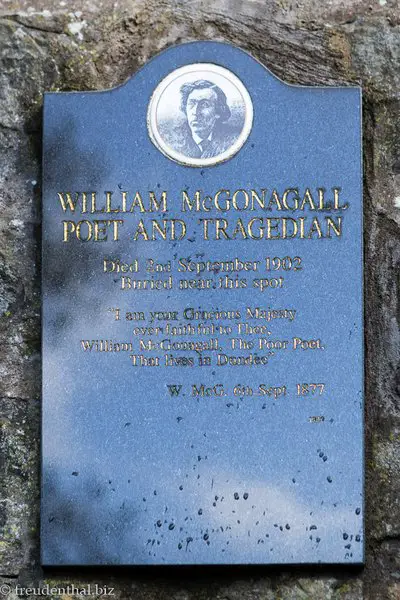 WILLIAM McGONAGALL
POET AND TRAGEDIAN
Died 2nd September 1902
Buried near this spot
"I am your Gracious Majesty
ever faithful to Thee,
William McGonagall, The Poor Poet,
That lives in Dundee"
W. McG. 6th Sept. 1877
© freudenthal.biz